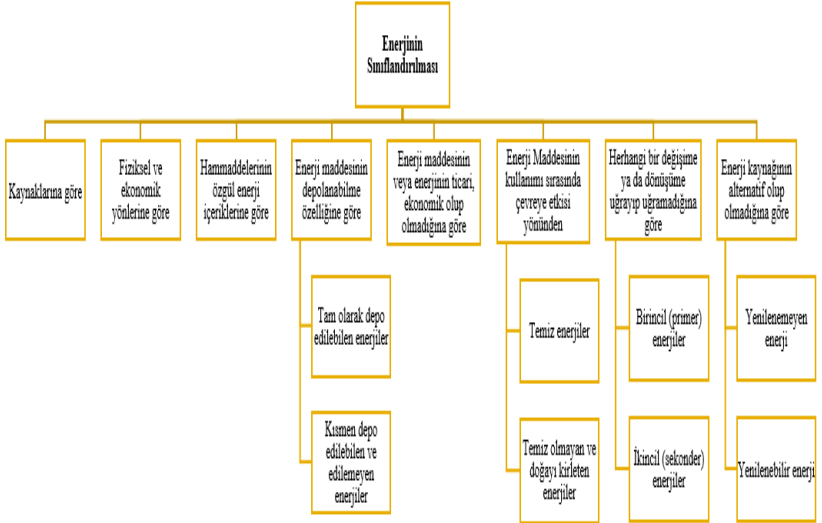 Enerjinin
Sınıflandırılması
Kaynaklarına göre
Fiziksel ve
ekonomik
yönlerine göre
Hammaddelerinin
özgül enerji
içeriklerine göre
Enerji maddesinin
depolanabilme
özelliğine göre
Enerji maddesinin
veya enerjinin ticari,
ekonomik olup
olmadığına göre
Enerji Maddesinin
kullanımı sırasında
çevreye etkisi
yönünden
Herhangi bir değişime
ya da dönüşüme
uğrayıp uğramadığına
göre
Enerji kaynağının
alternatif olup
olmadığına göre
Tam olarak depo
edilebilen enerjiler
Kısmen depo
edilebilen ve
edilemeyen
enerjiler
Temiz enerjiler
Temiz olmayan ve
doğayı kirleten
enerjiler
Birincil (primer)
enerjiler
İkincil (sekonder)
enerjiler
Yenilenemeyen
enerji
Yenilenebilir enerji